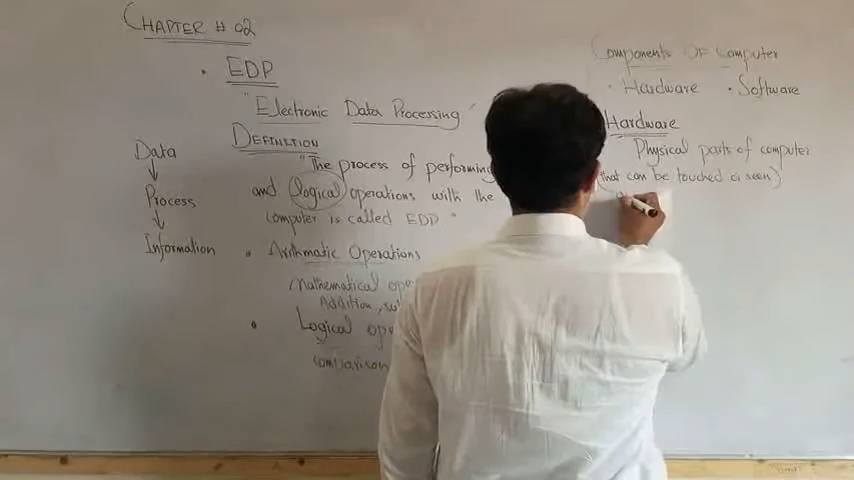 CHAPTER # 02
• EDP
"Electronic Data Processing"
DEFINITION
"The process of performing
and logical operations with the
computer is called EDP"
Data
Process
Information
• Arithmatic Operations
Mathematical
Addition,
• Logical
comparison
Components OF Computer
• Hardware • Software
Hardware
Physical parts of computer
that can be touched or seen)